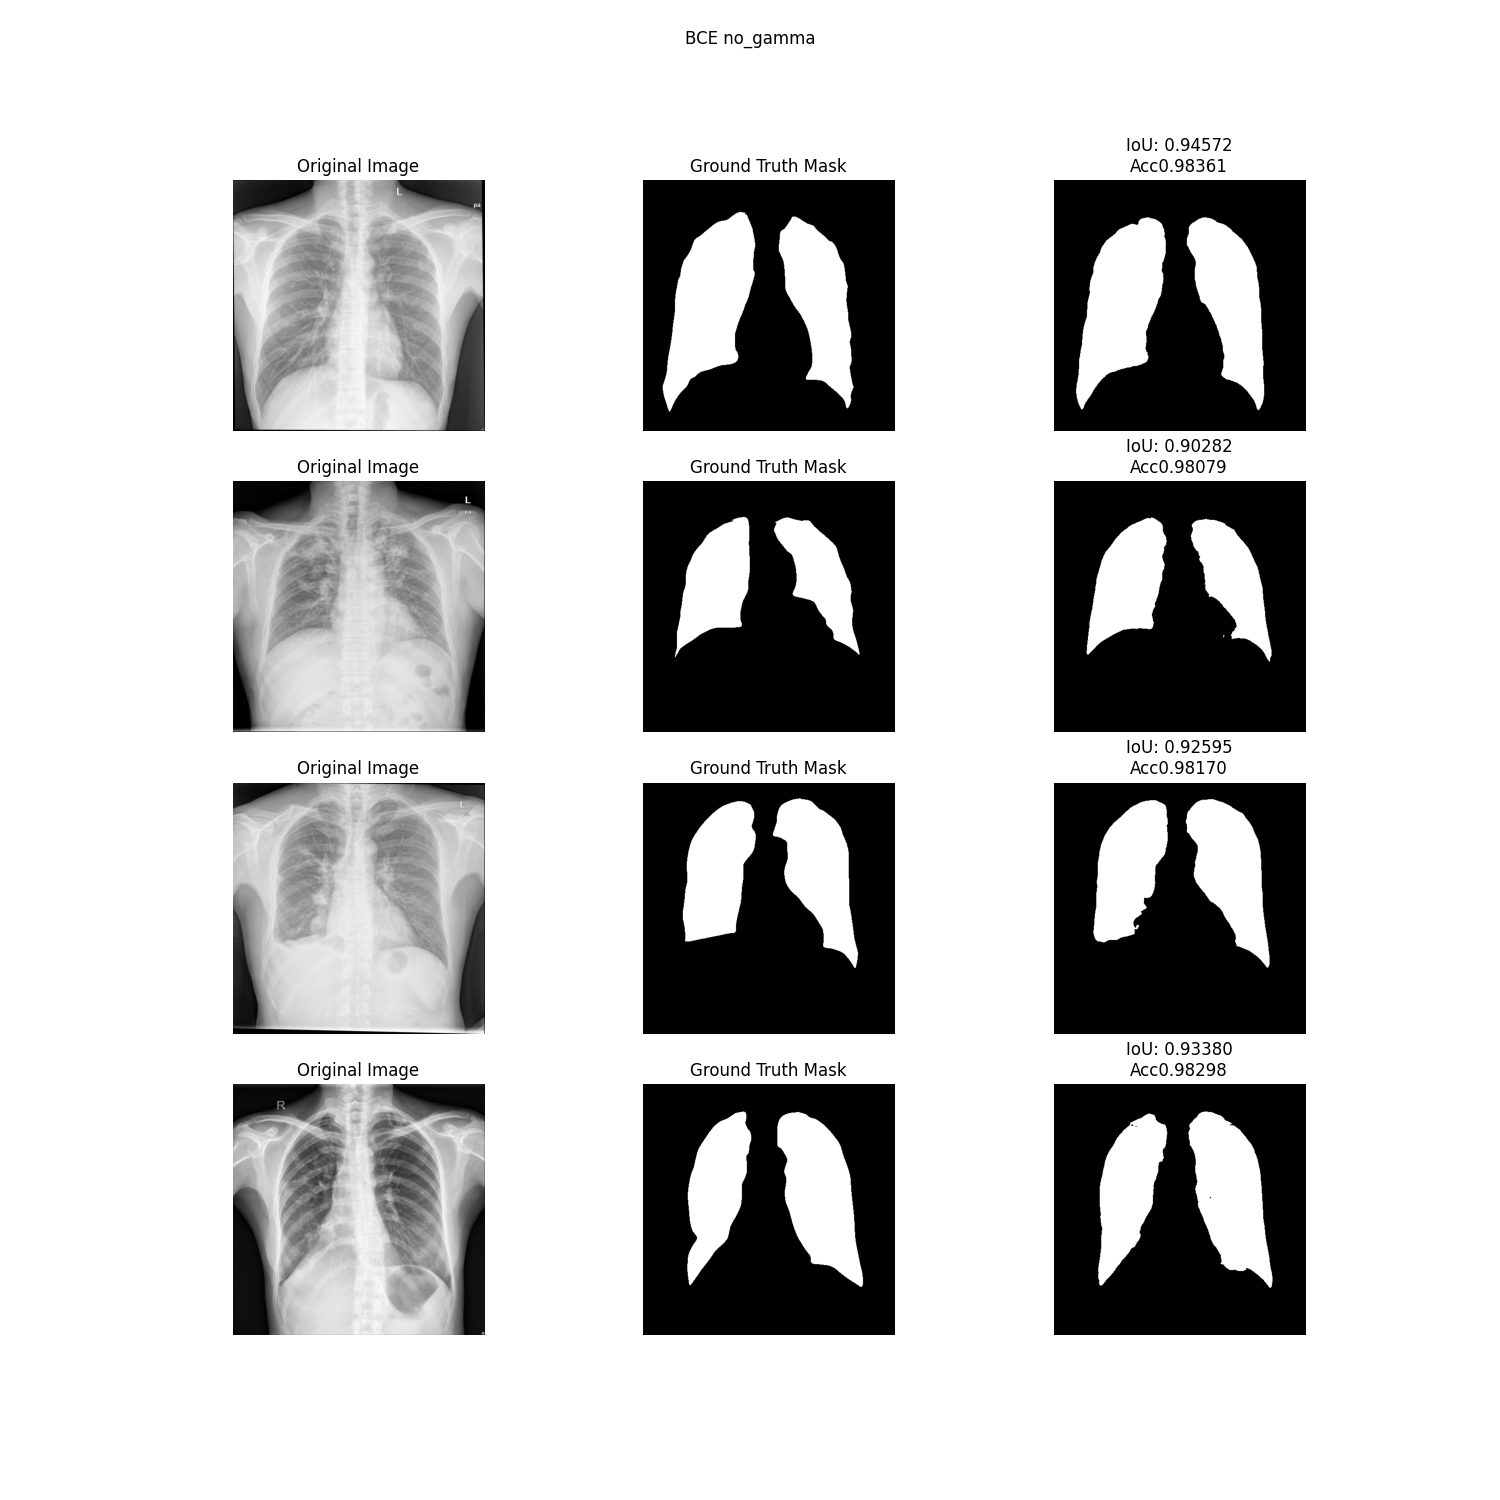 BCE no_gamma
Original Image
Ground Truth Mask
IoU: 0.94572
Acc0.98361
L
pa
Original Image
Ground Truth Mask
IoU: 0.90282
Acc0.98079
L
Original Image
Ground Truth Mask
IoU: 0.92595
Acc0.98170
L
Original Image
Ground Truth Mask
IoU: 0.93380
Acc0.98298
R